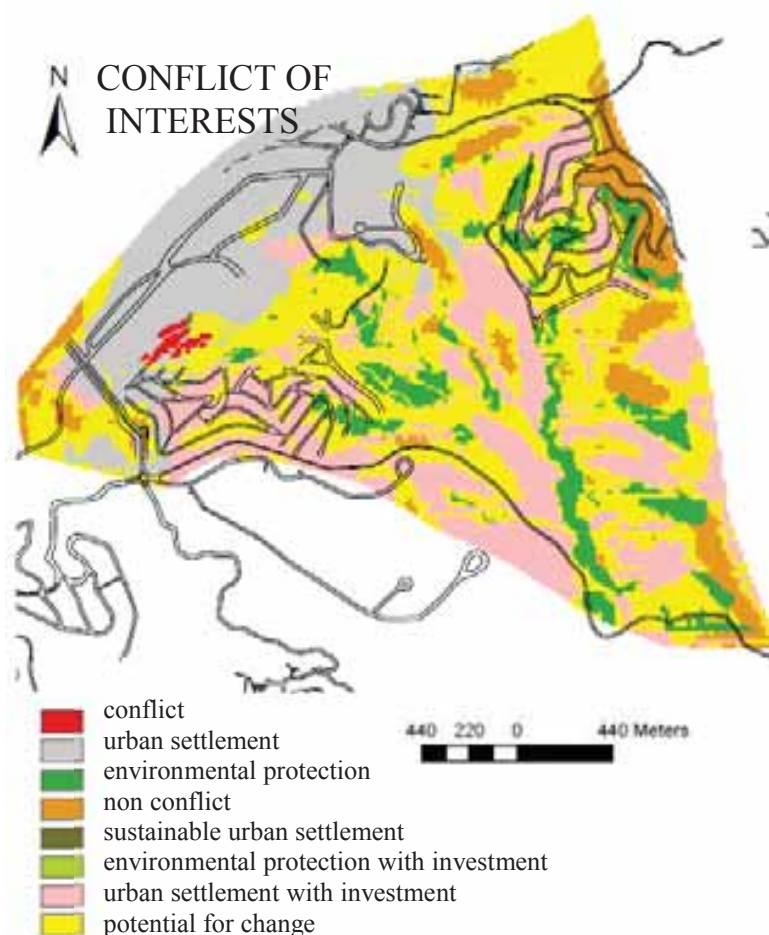 N
CONFLICT OF
INTERESTS
conflict
urban settlement
environmental protection
non conflict
sustainable urban settlement
environmental protection with investment
urban settlement with investment
potential for change
440 220 0 440 Meters